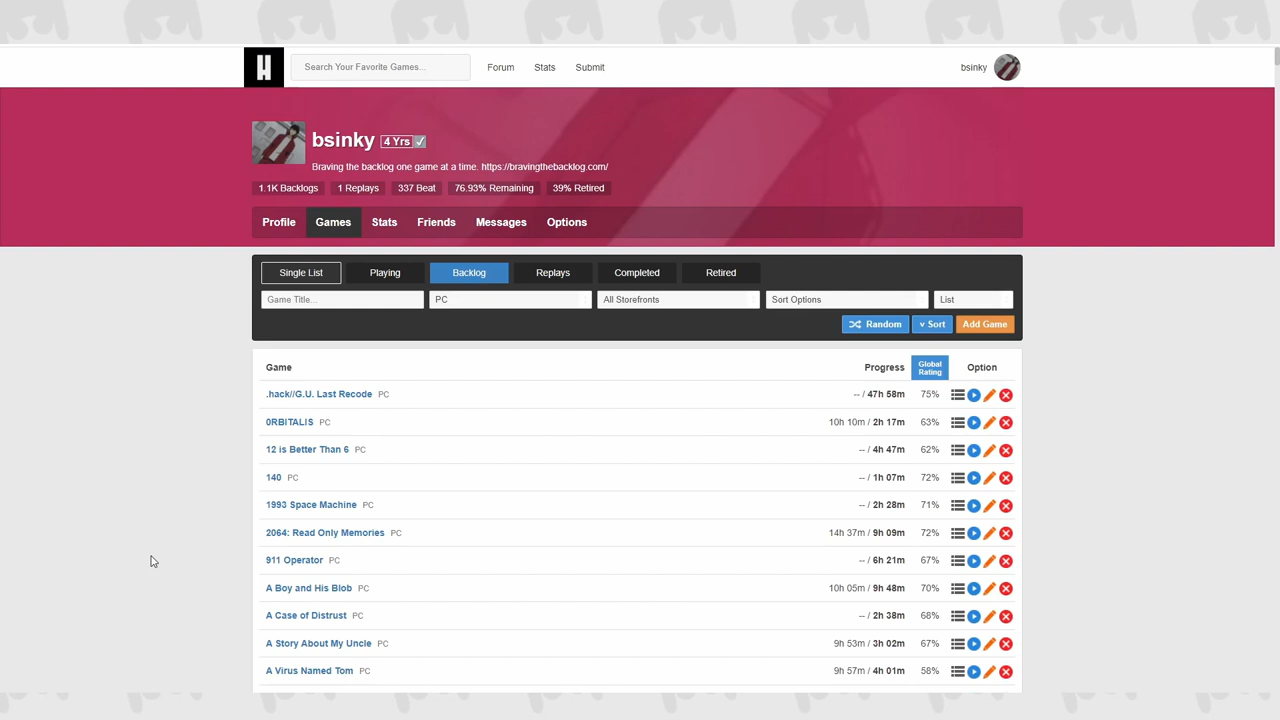 H Search Your Favorite Games... Forum Stats Submit bsinky
bsinky 4 Yrs
Braving the backlog one game at a time. https://bravingthebacklog.com/
1.1K Backlogs 1 Replays 337 Beat 76.93% Remaining 39% Retired
Profile Games Stats Friends Messages Options
Single List Playing Backlog Replays Completed Retired
Game Title... PC All Storefronts Sort Options List
Random v Sort Add Game
Game Progress Global Rating Option
.hack//G.U. Last Recode PC -- / 47h 58m 75%
0RBITALIS PC 10h 10m / 2h 17m 63%
12 is Better Than 6 PC -- / 4h 47m 62%
140 PC -- / 1h 07m 72%
1993 Space Machine PC -- / 2h 28m 71%
2064: Read Only Memories PC 14h 37m / 9h 09m 72%
911 Operator PC -- / 6h 21m 67%
A Boy and His Blob PC 10h 05m / 9h 48m 70%
A Case of Distrust PC -- / 2h 38m 68%
A Story About My Uncle PC 9h 53m / 3h 02m 67%
A Virus Named Tom PC 9h 57m / 4h 01m 58%